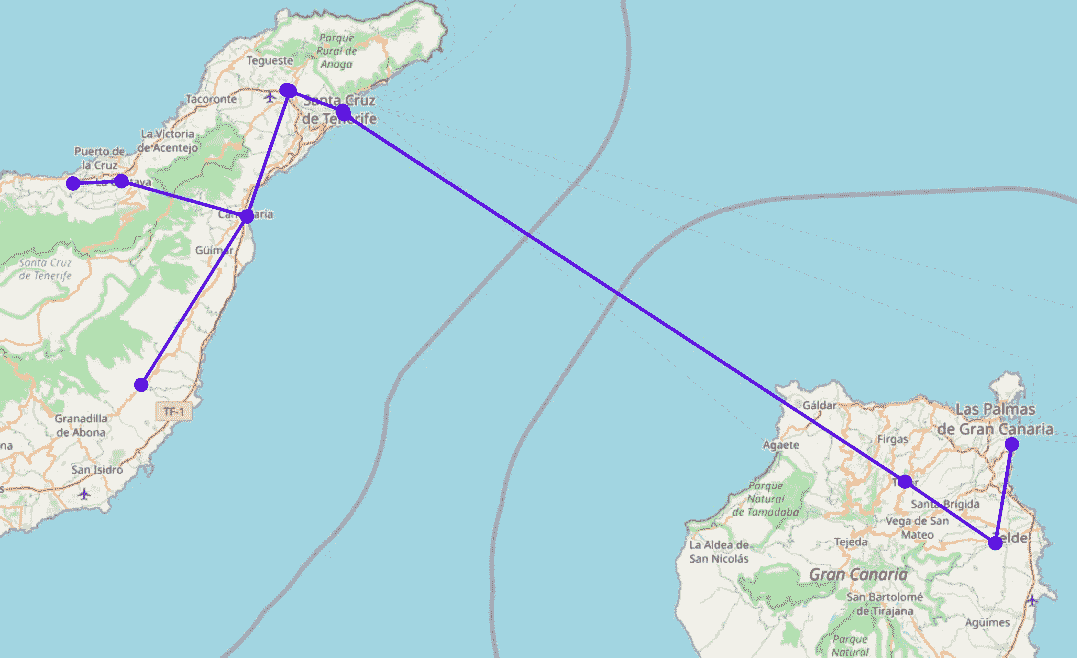 Parque
Rural de
Anaga
Tegueste
Tacoronte
Santa Cruz
de Tenerife
La Victoria
de Acentejo
Puerto de
la Cruz
Güímar
Santa Cruz
de Tenerife
TF-1
Granadilla
de Abona
na
San Isidro
s
Gáldar
Las Palmas
de Gran Canaria
Agaete
Firgas
Parque
Natural
de Tamadaba
Santa Brígida
Vega de San
Mateo
Telde
La Aldea de
San Nicolás
Tejeda
Gran Canaria
San Bartolomé
de Tirajana
Agüimes
Parque
Natural